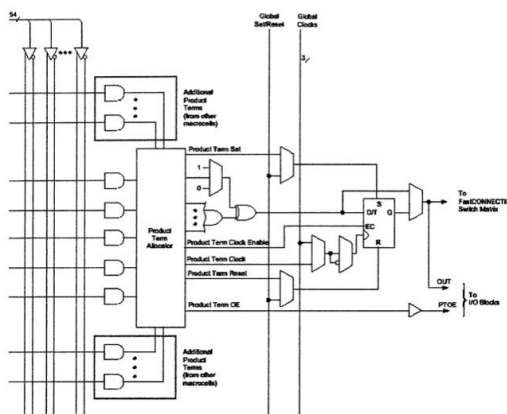 54
Global
Set/Reset
Global
Clocks
3
Additional
Product
Terms
(from other
macrocells)
Product Term Set
1
0
Product
Term
Allocator
S
D/T
Q
EC
R
To
FastCONNECT
Switch Matrix
Product Term Clock Enable
Product Term Clock
Product Term Reset
Product Term OE
OUT
PTOE
To
I/O Blocks
Additional
Product
Terms
(from other
macrocells)